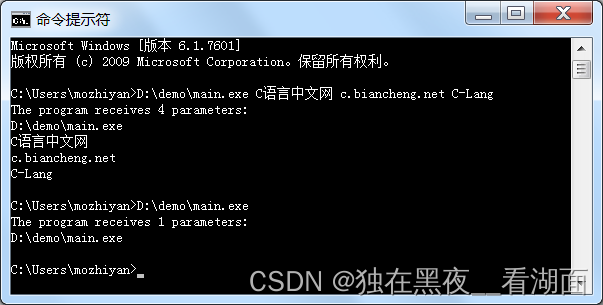 命令提示符
Microsoft Windows [版本 6.1.7601]
版权所有 (c) 2009 Microsoft Corporation。保留所有权利。
C:\Users\mozhiyan>D:\demo\main.exe C语言中文网 c.biancheng.net C-Lang
The program receives 4 parameters:
D:\demo\main.exe
C语言中文网
c.biancheng.net
C-Lang
C:\Users\mozhiyan>D:\demo\main.exe
The program receives 1 parameters:
D:\demo\main.exe
C:\Users\mozhiyan>_
CSDN @独在黑夜__看湖面